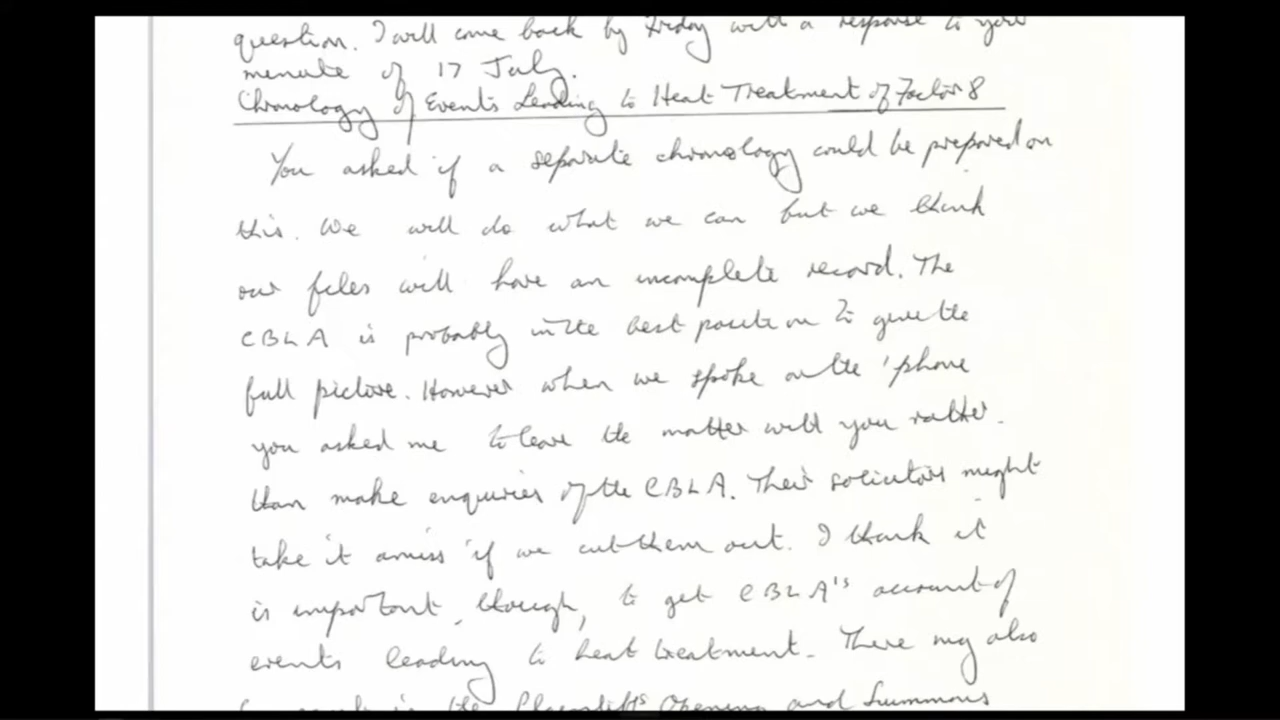 question. I will come back by Friday with a response to your
minute of 17 July.
Chronology of Events Leading to Heat Treatment of Factor 8
You asked if a separate chronology could be prepared on
this. We will do what we can but we think
our files will have an incomplete record. The
CBLA is probably in the best position to give the
full picture. However when we spoke on the 'phone
you asked me to leave the matter with you rather
than make enquiries of the CBLA. Their solicitors might
take it amiss if we cut them out. I think it
is important, though, to get CBLA's account of
events leading to heat treatment. There may also
in the Plaintiffs Opening and Summons